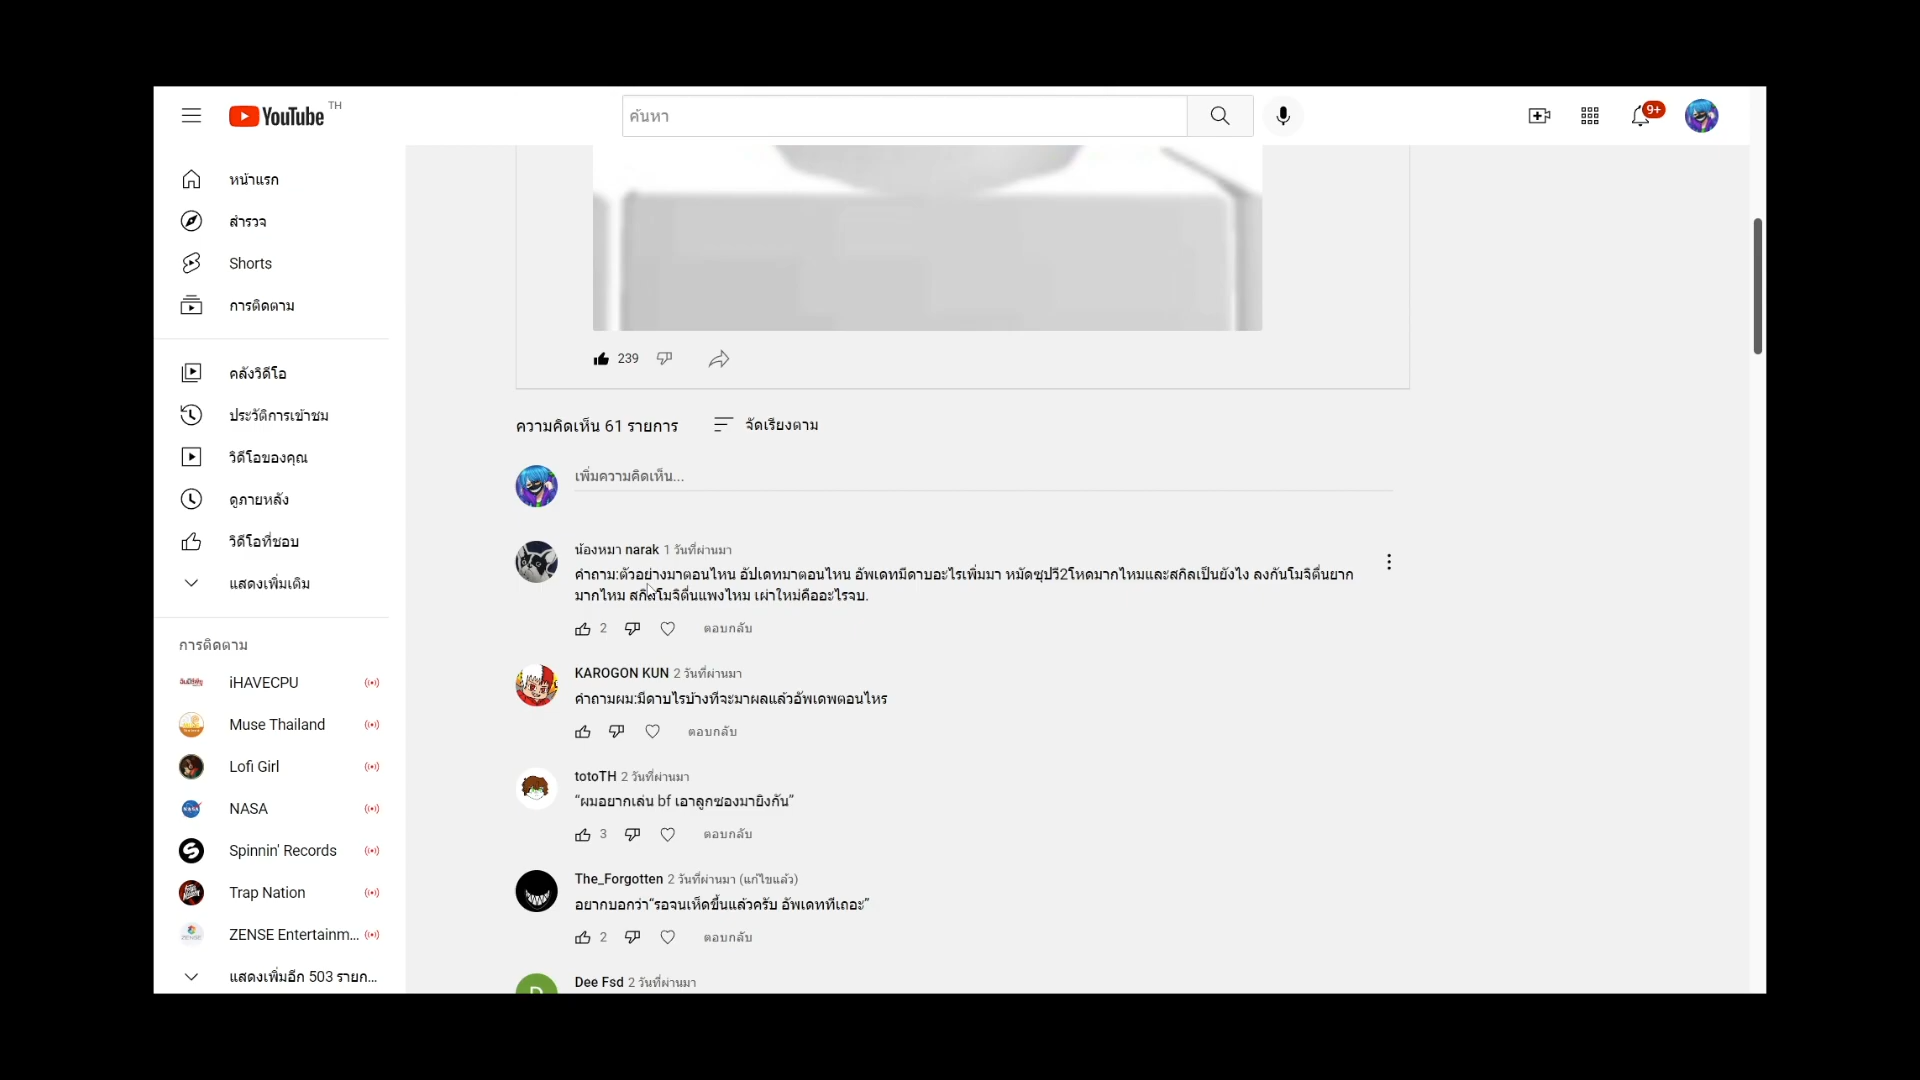 YouTube TH
ค้นหา
9+
หน้าแรก
สำรวจ
Shorts
การติดตาม
คลังวิดีโอ
ประวัติการเข้าชม
วิดีโอของคุณ
ดูภายหลัง
วิดีโอที่ชอบ
แสดงเพิ่มเติม
การติดตาม
iHAVECPU
Muse Thailand
Lofi Girl
NASA
Spinnin' Records
Trap Nation
ZENSE Entertainm...
แสดงเพิ่มอีก 503 รายก...
239
ความคิดเห็น 61 รายการ
จัดเรียงตาม
เพิ่มความคิดเห็น...
น้องหมา narak 1 วันที่ผ่านมา
คำถาม:ตัวอย่างมาตอนไหน อัปเดทมาตอนไหน อัพเดทมีดาบอะไรเพิ่มมา หมัดซุปวี2โหดมากไหมและสกิลเป็นยังไง ลงกันโมจิตื่นยาก
มากไหม สกิลโมจิตื่นแพงไหม เผ่าใหม่คืออะไรจบ.
2 ตอบกลับ
KAROGON KUN 2 วันที่ผ่านมา
คำถามผม:มีดาบไรบ้างที่จะมาผลแล้วอัพเดพตอนไหร
ตอบกลับ
totoTH 2 วันที่ผ่านมา
“ผมอยากเล่น bf เอาลูกซองมายิงกัน”
3 ตอบกลับ
The_Forgotten 2 วันที่ผ่านมา (แก้ไขแล้ว)
อยากบอกว่า“รอจนเห็ดขึ้นแล้วครับ อัพเดททีเถอะ”
2 ตอบกลับ
Dee Fsd 2 วันที่ผ่านมา
D